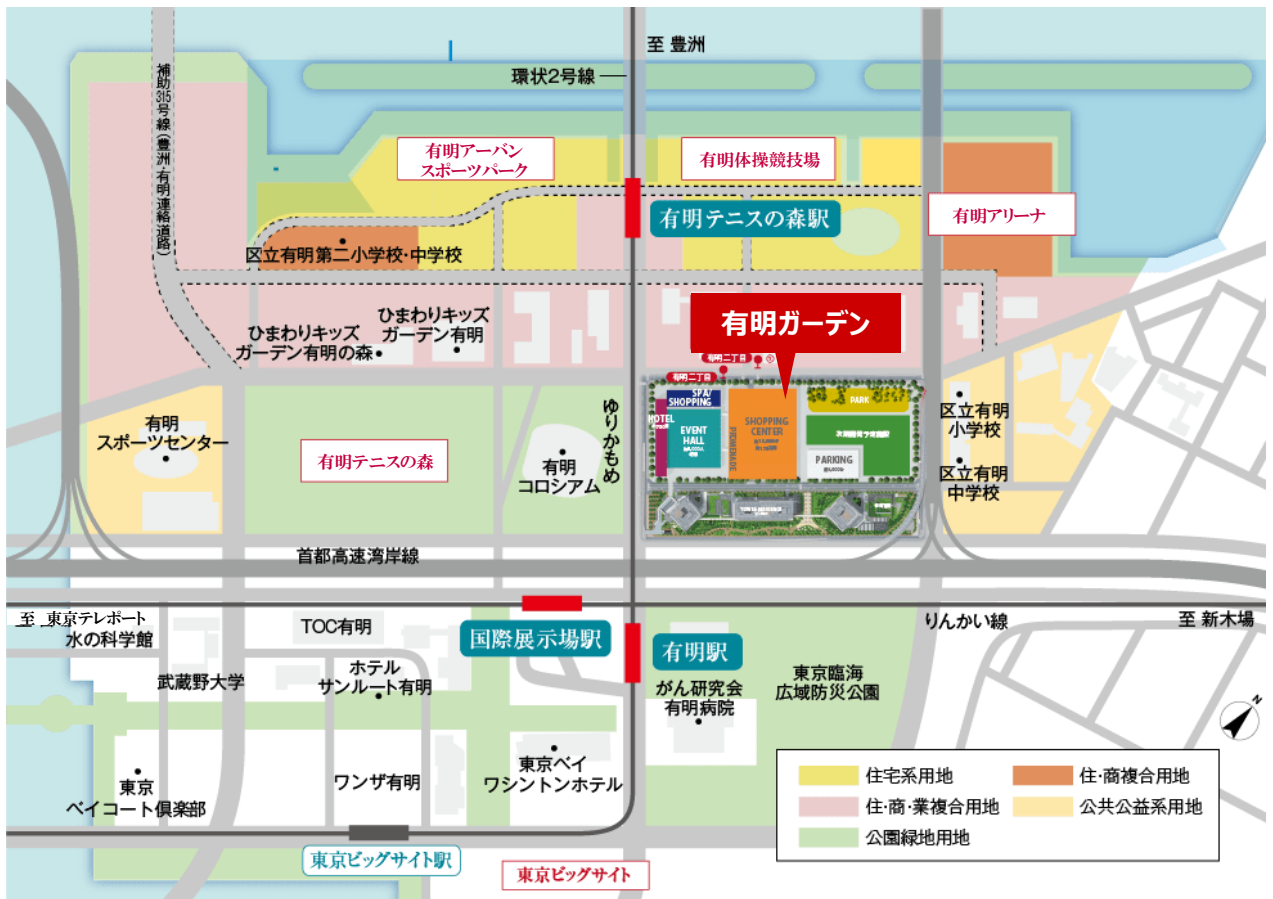 至 豊洲
環状2号線
補助315号線(豊洲・有明連絡道路)
有明アーバン
スポーツパーク
有明体操競技場
有明テニスの森駅
有明アリーナ
区立有明第二小学校・中学校
ひまわりキッズ
ガーデン有明
ひまわりキッズ
ガーデン有明の森
有明ガーデン
有明二丁目
有明二丁目
SPA/
SHOPPING
HOTEL
EVENT
HALL
PROMENADE
SHOPPING
CENTER
PARK
PARKING
区立有明
小学校
区立有明
中学校
有明
スポーツセンター
有明テニスの森
有明
コロシアム
ゆりかもめ
首都高速湾岸線
至 東京テレポート
水の科学館
TOC有明
国際展示場駅
有明駅
りんかい線
至 新木場
武蔵野大学
ホテル
サンルート有明
がん研究会
有明病院
東京臨海
広域防災公園
N
東京
ベイコート倶楽部
ワンザ有明
東京ベイ
ワシントンホテル
住宅系用地
住・商複合用地
住・商・業複合用地
公共公益系用地
公園緑地用地
東京ビッグサイト駅
東京ビッグサイト